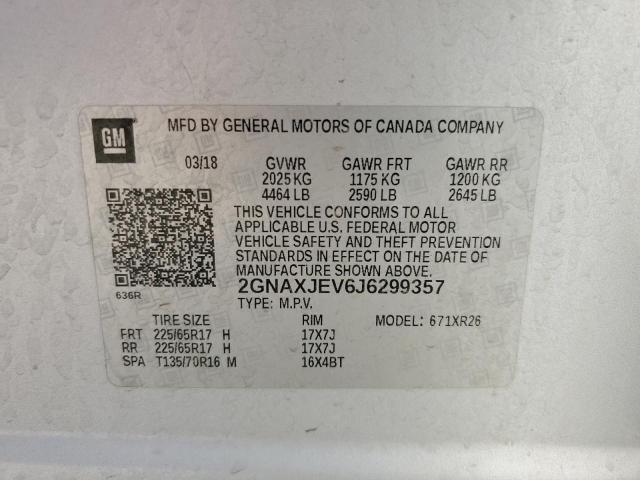 GM
MFD BY GENERAL MOTORS OF CANADA COMPANY
03/18 GVWR GAWR FRT GAWR RR
2025 KG 1175 KG 1200 KG
4464 LB 2590 LB 2645 LB
THIS VEHICLE CONFORMS TO ALL
APPLICABLE U.S. FEDERAL MOTOR
VEHICLE SAFETY AND THEFT PREVENTION
STANDARDS IN EFFECT ON THE DATE OF
MANUFACTURE SHOWN ABOVE.
2GNAXJEV6J6299357
636R
TYPE: M.P.V.
TIRE SIZE RIM MODEL: 671XR26
FRT 225/65R17 H 17X7J
RR 225/65R17 H 17X7J
SPA T135/70R16 M 16X4BT